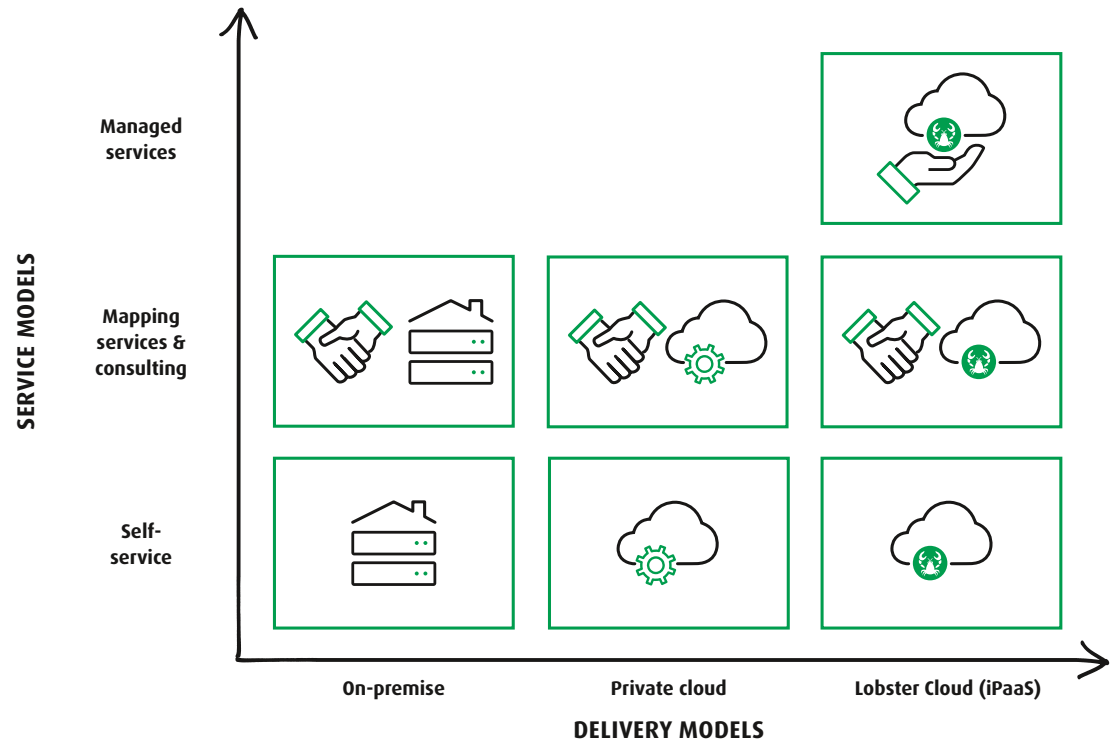 Managed
services
SERVICE MODELS
Mapping
services &
consulting
Self-
service
On-premise
Private cloud
Lobster Cloud (iPaaS)
DELIVERY MODELS